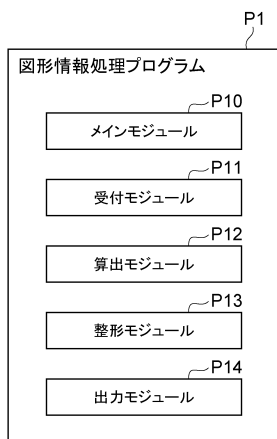 P1
図形情報処理プログラム
P10
メインモジュール
P11
受付モジュール
P12
算出モジュール
P13
整形モジュール
P14
出力モジュール